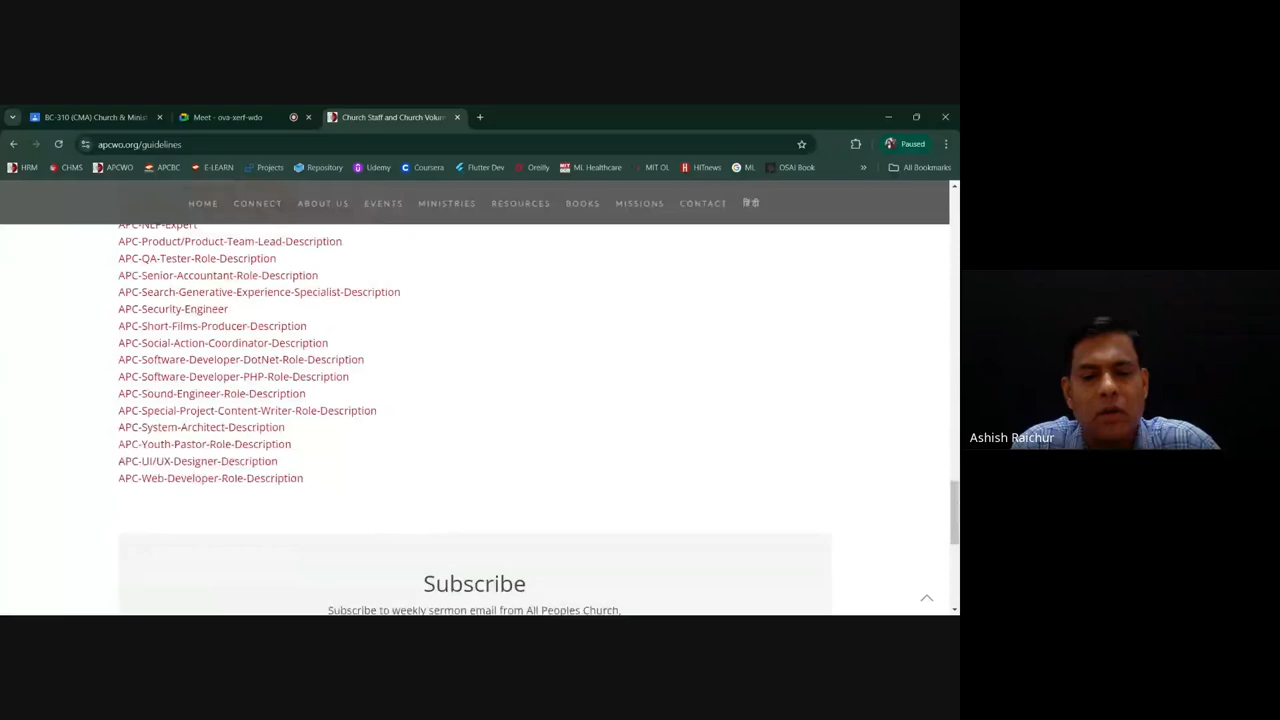 BC-310 (CMA) Church & Minist
Meet - ova-xerf-wdo
Church Staff and Church Volun
apcwo.org/guidelines
Paused
HRM
CHMS
APCWO
APCBC
E-LEARN
Projects
Repository
Udemy
Coursera
Flutter Dev
Oreilly
ML Healthcare
MIT OL
HITnews
ML
OSAI Book
All Bookmarks
HOME
CONNECT
ABOUT US
EVENTS
MINISTRIES
RESOURCES
BOOKS
MISSIONS
CONTACT
हिंदी
APC-NLP-Expert
APC-Product/Product-Team-Lead-Description
APC-QA-Tester-Role-Description
APC-Senior-Accountant-Role-Description
APC-Search-Generative-Experience-Specialist-Description
APC-Security-Engineer
APC-Short-Films-Producer-Description
APC-Social-Action-Coordinator-Description
APC-Software-Developer-DotNet-Role-Description
APC-Software-Developer-PHP-Role-Description
APC-Sound-Engineer-Role-Description
APC-Special-Project-Content-Writer-Role-Description
APC-System-Architect-Description
APC-Youth-Pastor-Role-Description
APC-UI/UX-Designer-Description
APC-Web-Developer-Role-Description
Subscribe
Subscribe to weekly sermon email from All Peoples Church,
Ashish Raichur